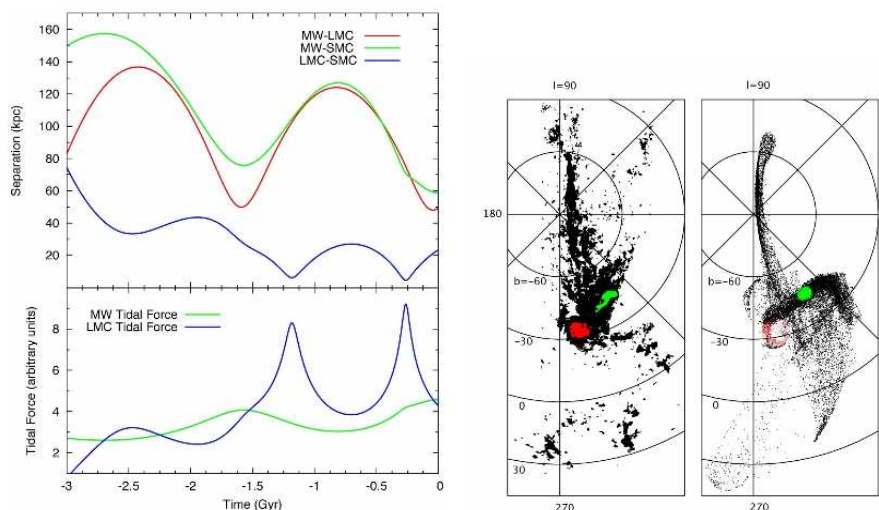 160
140
120
100
80
60
40
20
Separation (kpc)
MW-LMC
MW-SMC
LMC-SMC
8
6
4
2
Tidal Force (arbitrary units)
MW Tidal Force
LMC Tidal Force
-3 -2.5 -2 -1.5 -1 -0.5 0
Time (Gyr)
l=90
180
b=-60
-30
0
30
270
l=90
b=-60
-30
0
270